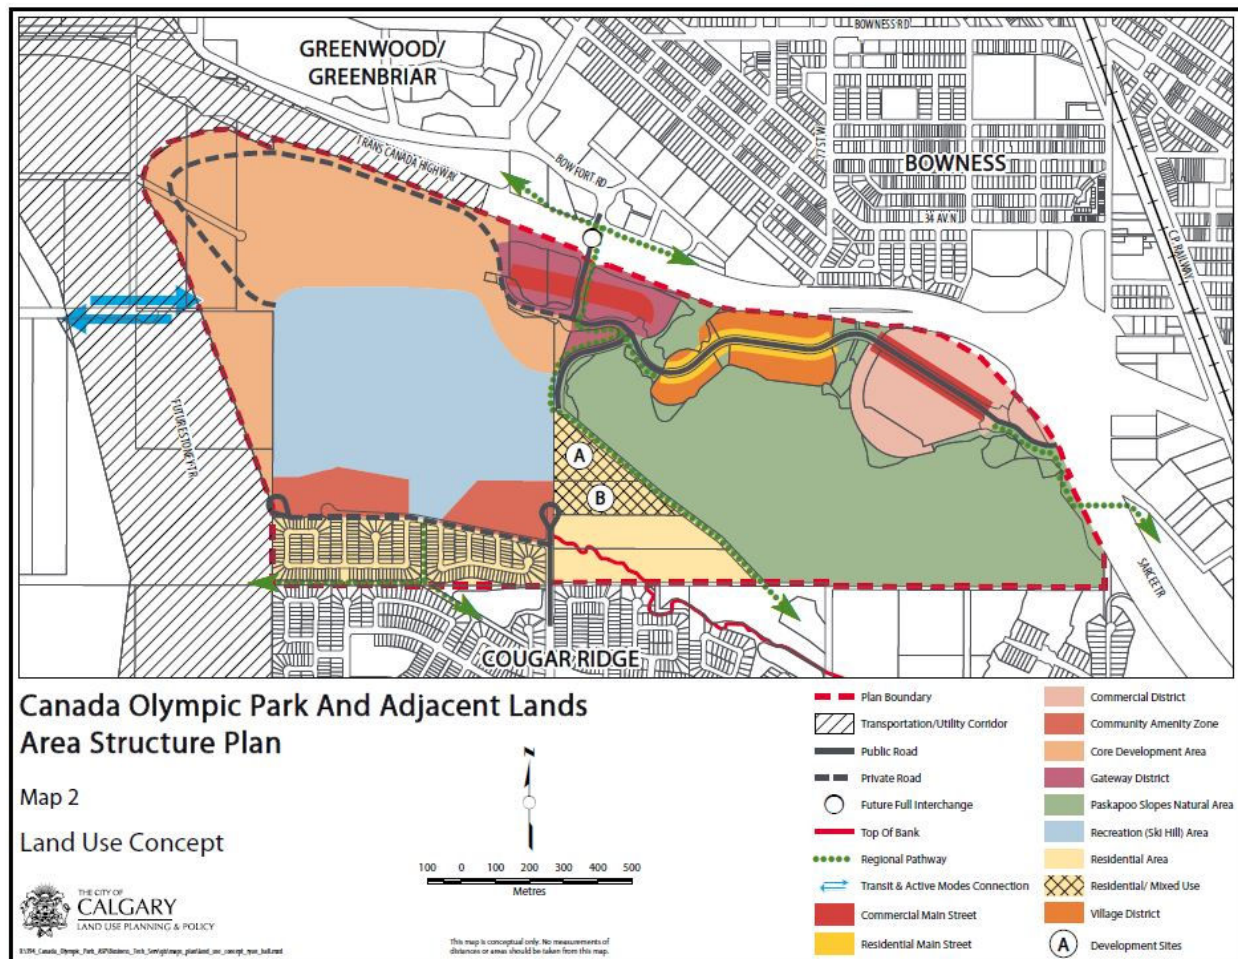 BOWNESS RD
GREENWOOD/
GREENBRIAR
TRANS CANADA HIGHWAY
BOWFORT RD
77 ST W
BOWNESS
34 AV N
C.P. RAILWAY
FUTURE STONEY TR
A
B
SARCEE TR
COUGAR RIDGE
Canada Olympic Park And Adjacent Lands
Area Structure Plan
Map 2
Land Use Concept
THE CITY OF
CALGARY
LAND USE PLANNING & POLICY
100 0 100 200 300 400 500
Metres
This map is conceptual only. No measurements of
distances or areas should be taken from this map.
Plan Boundary
Transportation/Utility Corridor
Public Road
Private Road
Future Full Interchange
Top Of Bank
Regional Pathway
Transit & Active Modes Connection
Commercial Main Street
Residential Main Street
Commercial District
Community Amenity Zone
Core Development Area
Gateway District
Paskapoo Slopes Natural Area
Recreation (Ski Hill) Area
Residential Area
Residential/ Mixed Use
Village District
A Development Sites